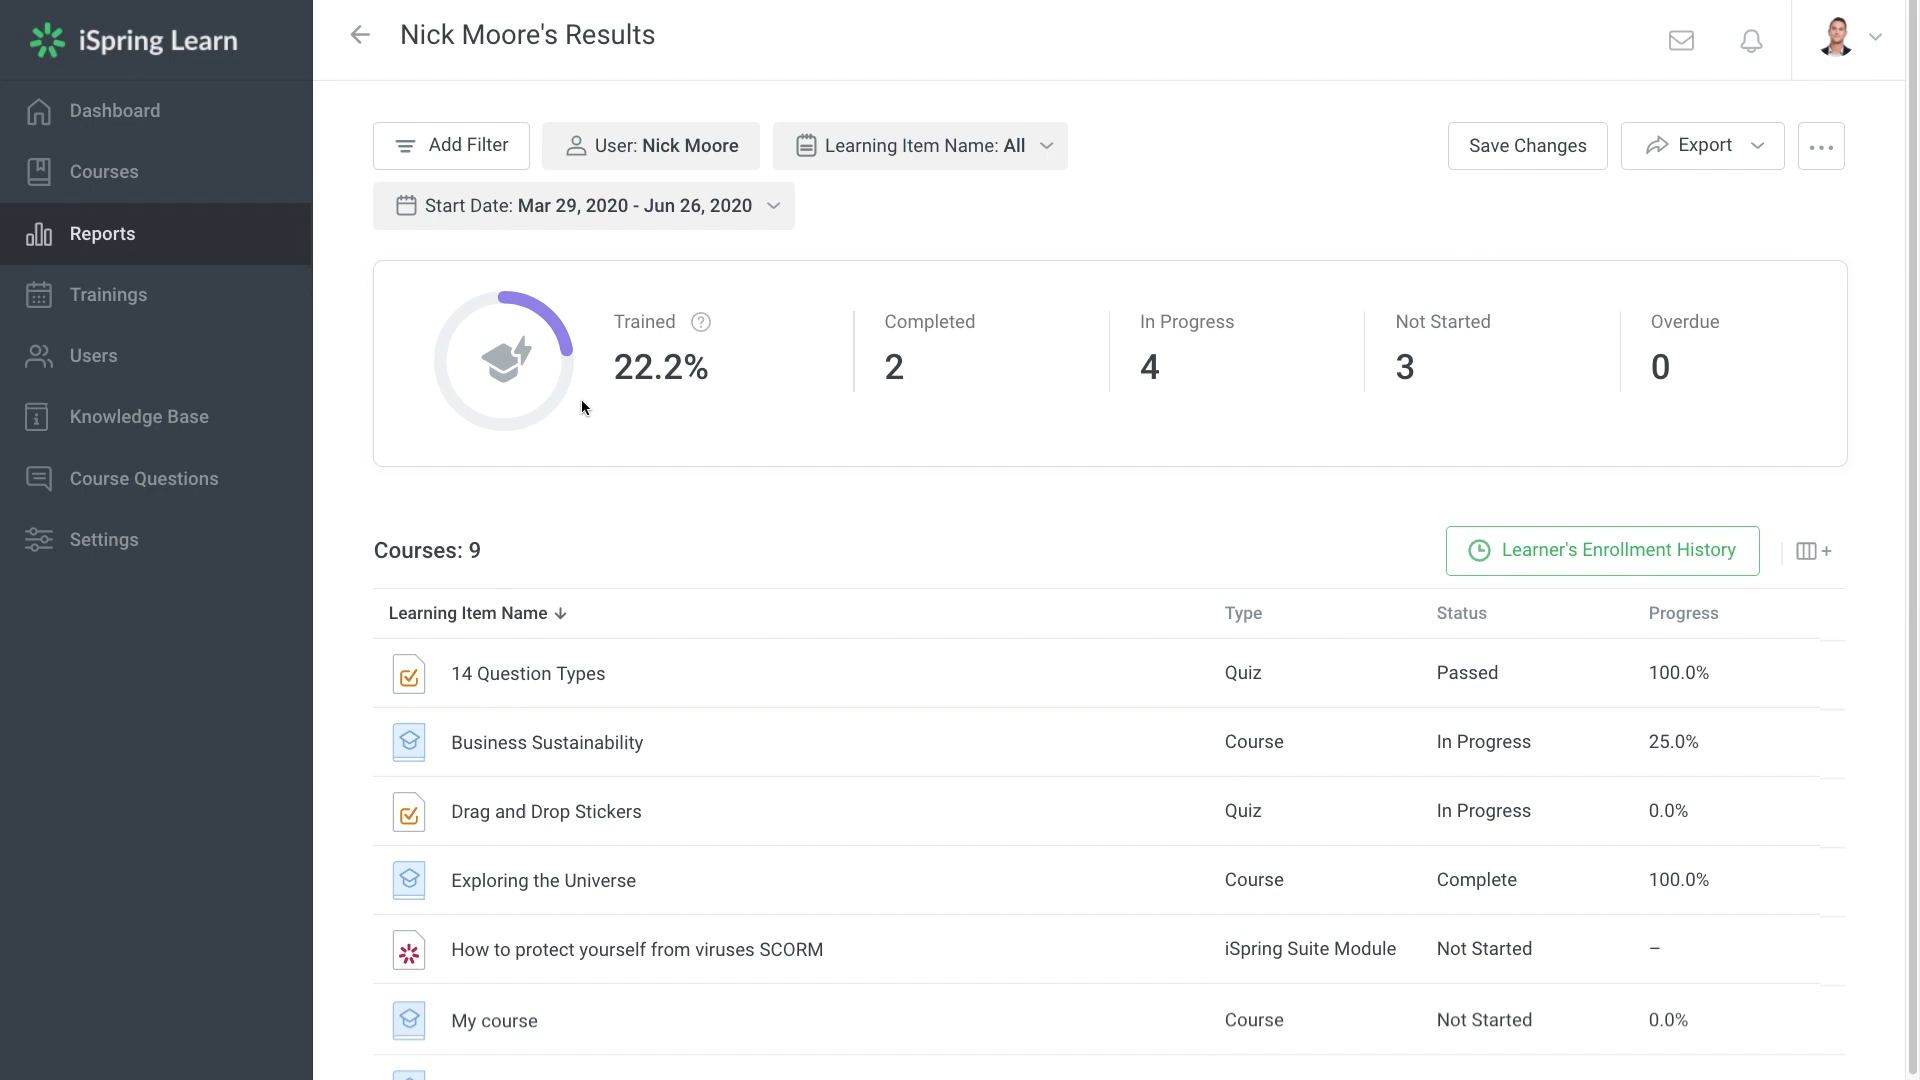 iSpring Learn
Nick Moore's Results
Dashboard
Courses
Reports
Trainings
Users
Knowledge Base
Course Questions
Settings
Add Filter
User: Nick Moore
Learning Item Name: All
Save Changes
Export
Start Date: Mar 29, 2020 - Jun 26, 2020
Trained ?
22.2%
Completed
2
In Progress
4
Not Started
3
Overdue
0
Courses: 9
Learner's Enrollment History
Learning Item Name Type Status Progress
14 Question Types Quiz Passed 100.0%
Business Sustainability Course In Progress 25.0%
Drag and Drop Stickers Quiz In Progress 0.0%
Exploring the Universe Course Complete 100.0%
How to protect yourself from viruses SCORM iSpring Suite Module Not Started –
My course Course Not Started 0.0%